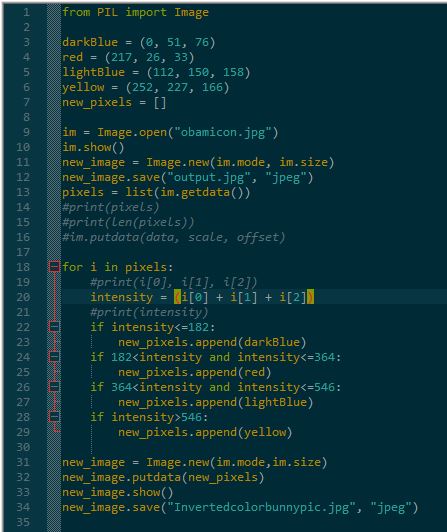 1 from PIL import Image
2
3 darkBlue = (0, 51, 76)
4 red = (217, 26, 33)
5 lightBlue = (112, 150, 158)
6 yellow = (252, 227, 166)
7 new_pixels = []
8
9 im = Image.open("obamicon.jpg")
10 im.show()
11 new_image = Image.new(im.mode, im.size)
12 new_image.save("output.jpg", "jpeg")
13 pixels = list(im.getdata())
14 #print(pixels)
15 #print(len(pixels))
16 #im.putdata(data, scale, offset)
17
18 for i in pixels:
19     #print(i[0], i[1], i[2])
20     intensity = (i[0] + i[1] + i[2])
21     #print(intensity)
22     if intensity<=182:
23         new_pixels.append(darkBlue)
24     if 182<intensity and intensity<=364:
25         new_pixels.append(red)
26     if 364<intensity and intensity<=546:
27         new_pixels.append(lightBlue)
28     if intensity>546:
29         new_pixels.append(yellow)
30
31 new_image = Image.new(im.mode,im.size)
32 new_image.putdata(new_pixels)
33 new_image.show()
34 new_image.save("Invertedcolorbunnypic.jpg", "jpeg")
35